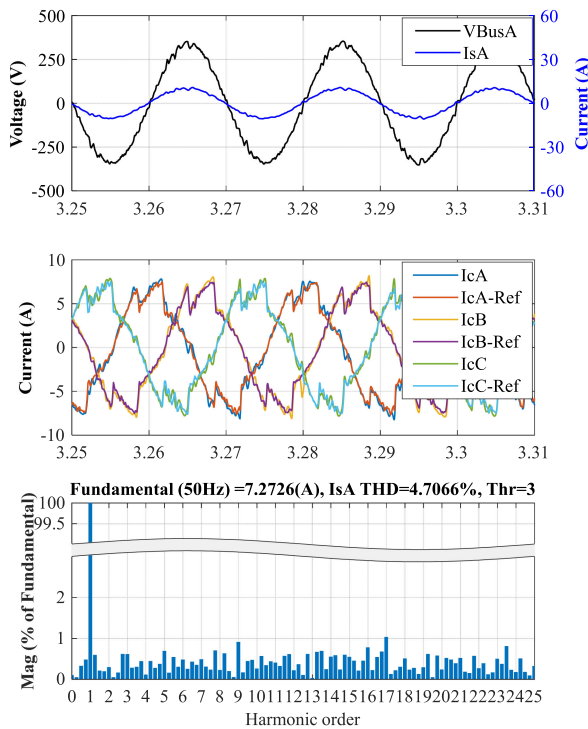 500
250
0
-250
-500
Voltage (V)
60
30
0
-30
-60
Current (A)
VBusA
IsA
3.25 3.26 3.27 3.28 3.29 3.3 3.31
10
5
0
-5
-10
Current (A)
IcA
IcA-Ref
IcB
IcB-Ref
IcC
IcC-Ref
3.25 3.26 3.27 3.28 3.29 3.3 3.31
Fundamental (50Hz) =7.2726(A), IsA THD=4.7066%, Thr=3
100
99.5
2
1
0
Mag (% of Fundamental)
0 1 2 3 4 5 6 7 8 9 10 11 12 13 14 15 16 17 18 19 20 21 22 23 24 25
Harmonic order